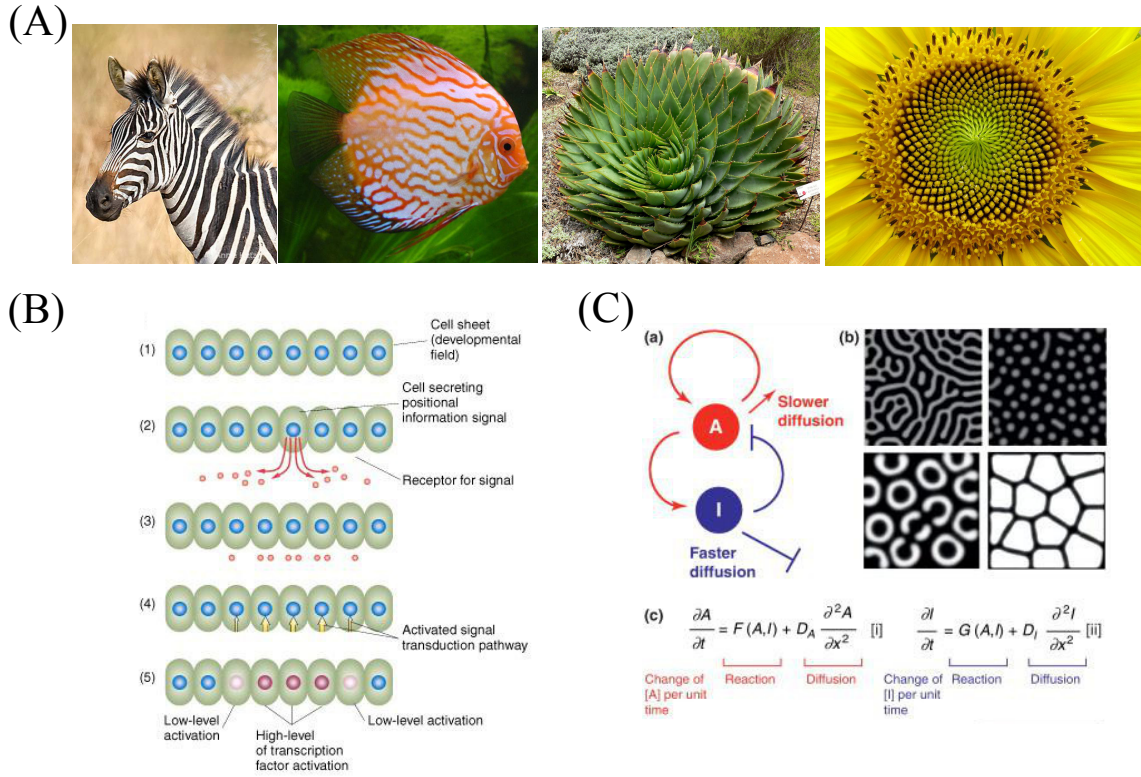 (A)
(B)
(1)
Cell sheet
(developmental
field)
Cell secreting
positional
information signal
(2)
Receptor for signal
(3)
(4)
Activated signal
transduction pathway
(5)
Low-level
activation
High-level
of transcription
factor activation
Low-level activation
(C)
(a)
A
Slower
diffusion
I
Faster
diffusion
(b)
(c) ∂A/∂t = F (A,I) + D_A ∂²A/∂x² [i]
∂I/∂t = G (A,I) + D_I ∂²I/∂x² [ii]
Change of
[A] per unit
time
Reaction
Diffusion
Change of
[I] per unit
time
Reaction
Diffusion